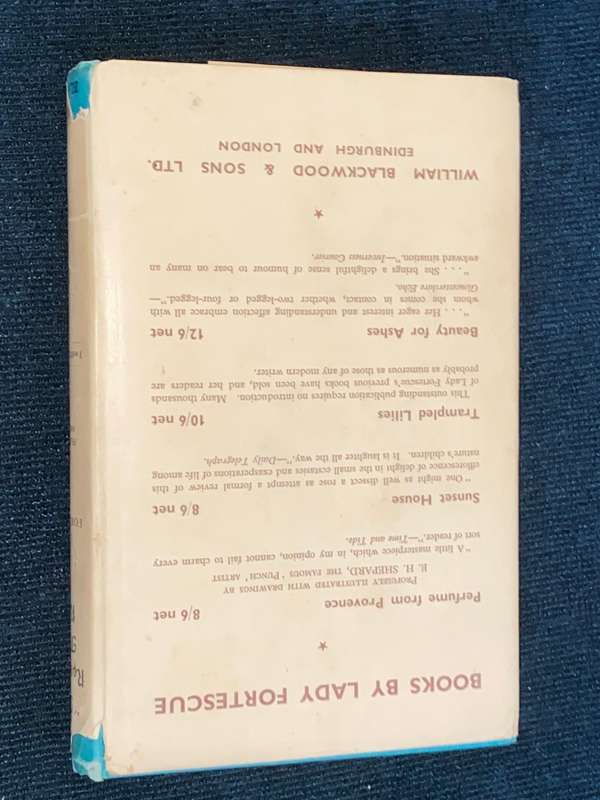 BOOKS BY LADY FORTESCUE
Perfume from Provence 8/6 net
PROFUSELY ILLUSTRATED WITH DRAWINGS BY
E. H. SHEPARD, THE FAMOUS ‘PUNCH’ ARTIST
“A little masterpiece which, in my opinion, cannot fail to charm every
sort of reader.”—Time and Tide.
Sunset House 8/6 net
“One might as well dissect a rose as attempt a formal review of this
effervescence of delight in the small ecstasies and exasperations of life among
nature's children. It is laughter all the way.”—Daily Telegraph.
Trampled Lilies 10/6 net
This outstanding publication requires no introduction. Many thousands
of Lady Fortescue's previous books have been told, and her readers are
probably as numerous as those of any modern writer.
Beauty for Ashes 12/6 net
“. . . Her eager interest and understanding affection embrace all with
whom she comes in contact, whether two-legged or four-legged.”—
Gloucestershire Echo.
“. . . She brings a delightful sense of humour to bear on many an
awkward situation.”—Inverness Courier.
WILLIAM BLACKWOOD & SONS LTD.
EDINBURGH AND LONDON